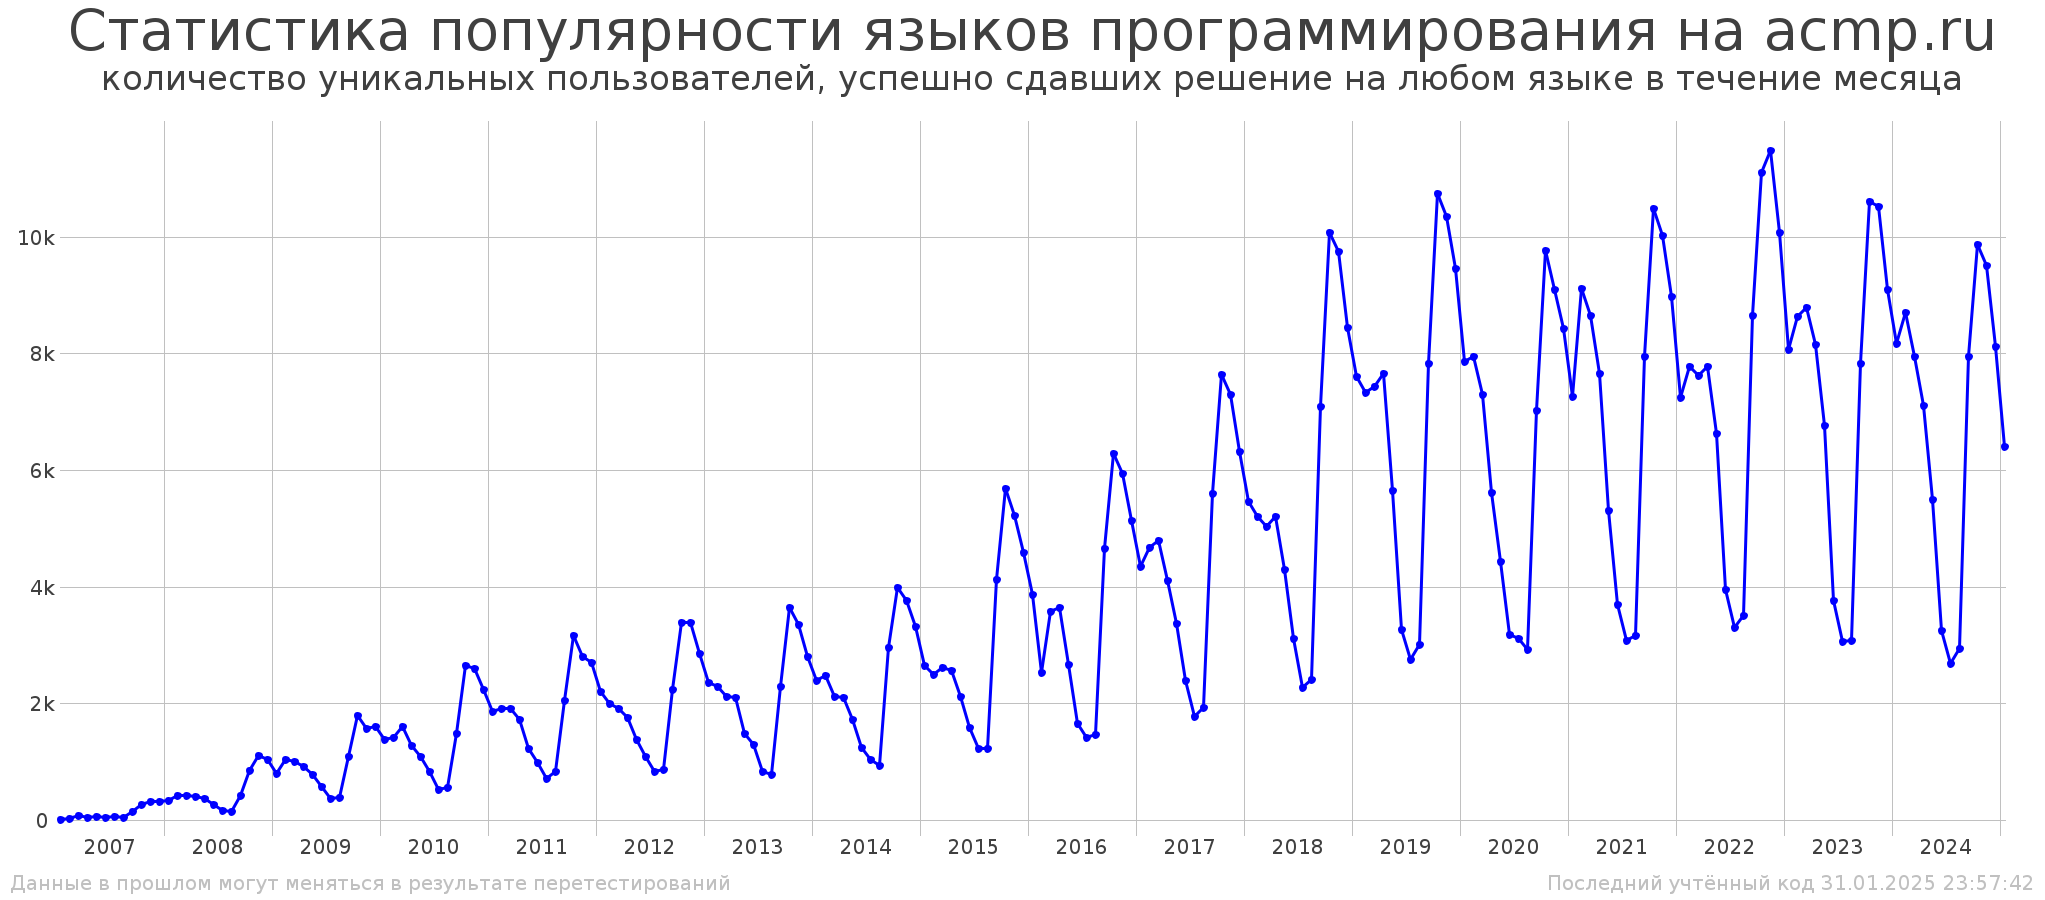 Статистика популярности языков программирования на acmp.ru
количество уникальных пользователей, успешно сдавших решение на любом языке в течение месяца
10k
8k
6k
4k
2k
0
2007 2008 2009 2010 2011 2012 2013 2014 2015 2016 2017 2018 2019 2020 2021 2022 2023 2024
Данные в прошлом могут меняться в результате перетестирований
Последний учтённый код 31.01.2025 23:57:42